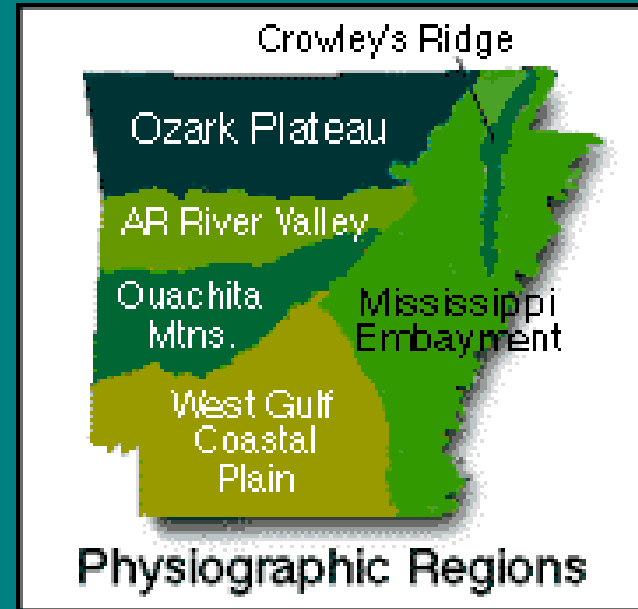 Crowley's Ridge
Ozark Plateau
AR River Valley
Ouachita
Mtns.
Mississippi
Embayment
West Gulf
Coastal
Plain
Physiographic Regions